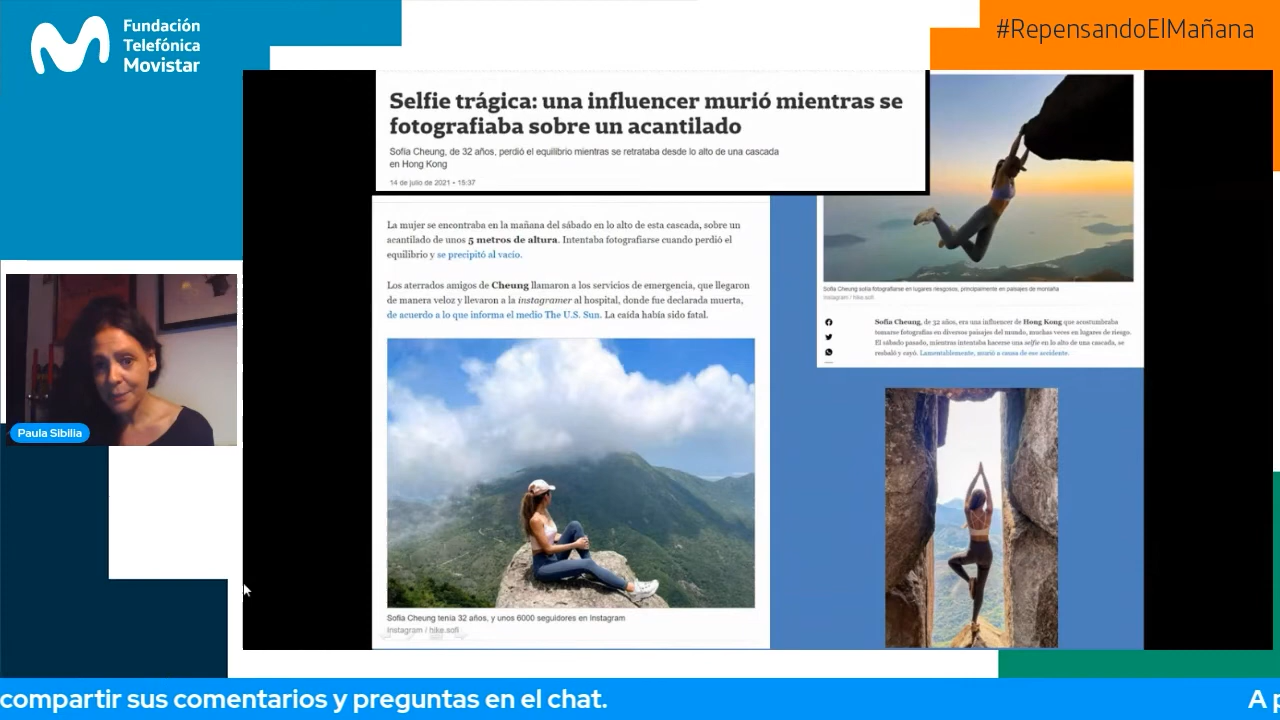 Fundación
Telefónica
Movistar
#RepensandoElMañana
Selfie trágica: una influencer murió mientras se
fotografiaba sobre un acantilado
Sofía Cheung, de 32 años, perdió el equilibrio mientras se retrataba desde lo alto de una cascada
en Hong Kong
14 de julio de 2021 • 15:37
La mujer se encontraba en la mañana del sábado en lo alto de esta cascada, sobre un
acantilado de unos 5 metros de altura. Intentaba fotografiarse cuando perdió el
equilibrio y se precipitó al vacío.
Los aterrados amigos de Cheung llamaron a los servicios de emergencia, que llegaron
de manera veloz y llevaron a la instagramer al hospital, donde fue declarada muerta,
de acuerdo a lo que informa el medio The U.S. Sun. La caída había sido fatal.
Sofía Cheung tenía 32 años, y unos 6000 seguidores en Instagram
Instagram / hike.sofi
Sofía Cheung solía fotografiarse en lugares riesgosos, principalmente en paisajes de montaña
Instagram / hike.sofi
Sofía Cheung, de 32 años, era una influencer de Hong Kong que acostumbraba
tomarse fotografías en diversos paisajes del mundo, muchas veces en lugares de riesgo.
El sábado pasado, mientras intentaba hacerse una selfie en lo alto de una cascada, se
resbaló y cayó. Lamentablemente, murió a causa de ese accidente.
Paula Sibilia
compartir sus comentarios y preguntas en el chat.
A p